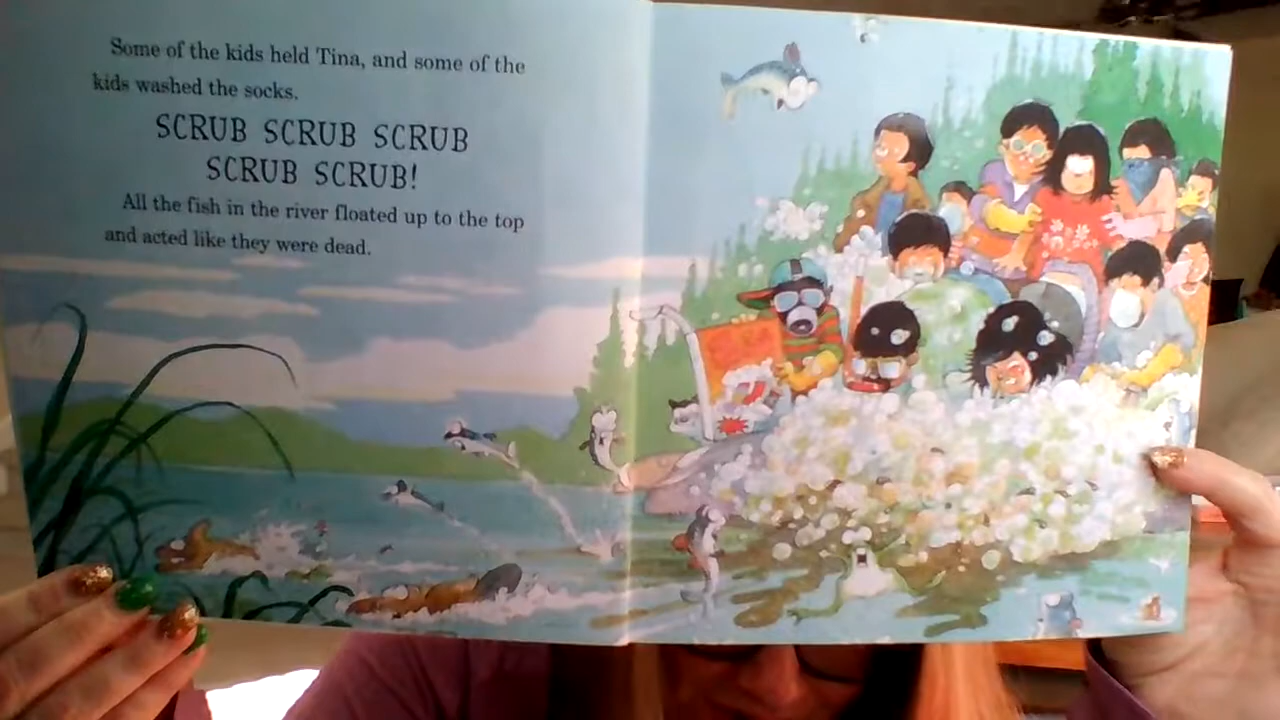 Some of the kids held Tina, and some of the
kids washed the socks.
SCRUB SCRUB SCRUB
SCRUB SCRUB!
All the fish in the river floated up to the top
and acted like they were dead.